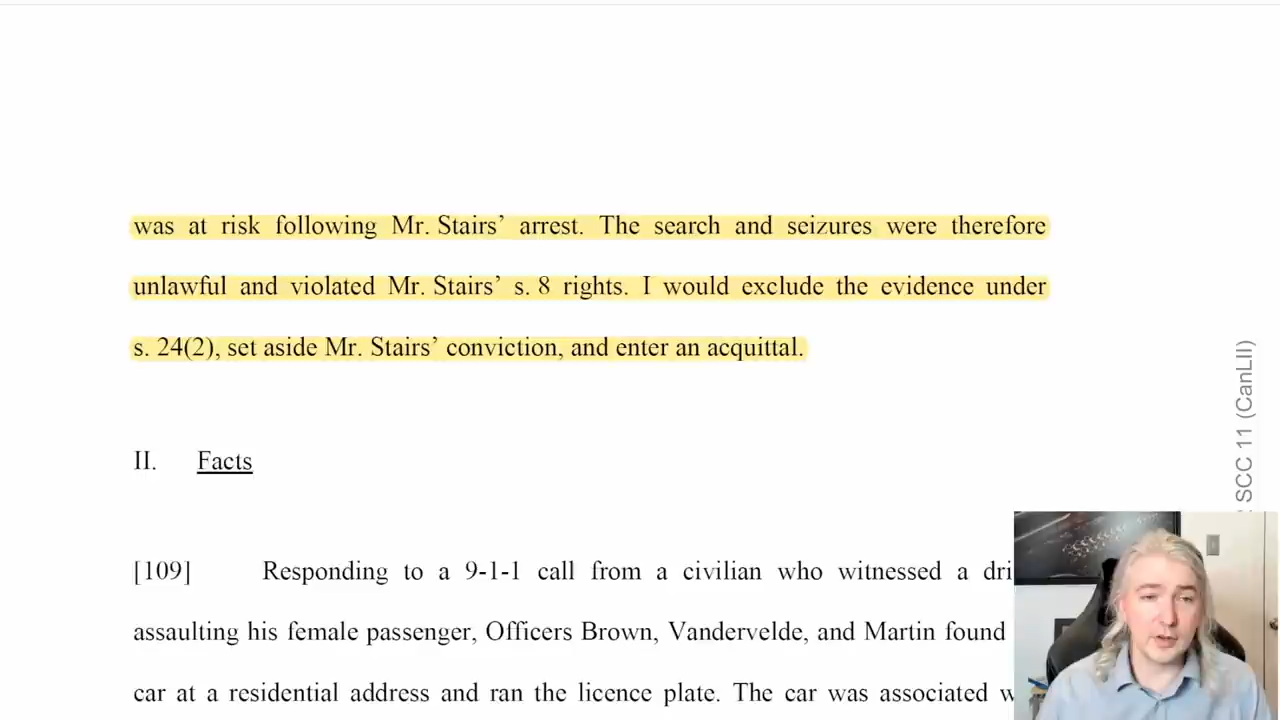 was at risk following Mr. Stairs’ arrest. The search and seizures were therefore
unlawful and violated Mr. Stairs’ s. 8 rights. I would exclude the evidence under
s. 24(2), set aside Mr. Stairs’ conviction, and enter an acquittal.
II. Facts
[109] Responding to a 9-1-1 call from a civilian who witnessed a
assaulting his female passenger, Officers Brown, Vandervelde, and Martin found
car at a residential address and ran the licence plate. The car was associated
SCC 11 (CanLII)